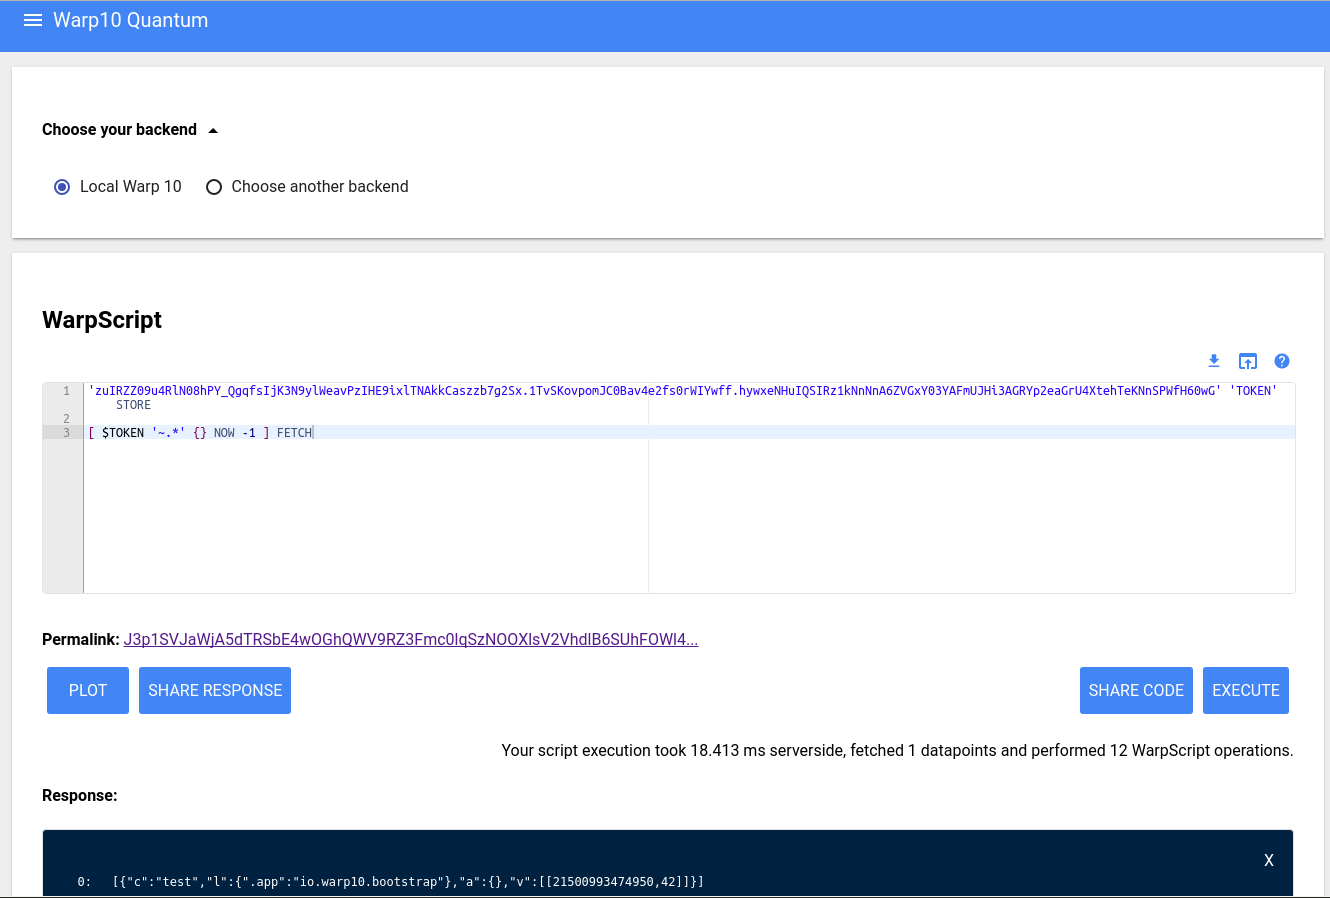 Warp10 Quantum
Choose your backend
Local Warp 10 Choose another backend
WarpScript
1 'zuIRZZ09u4RlN08hPY_QgqfsIjK3N9ylWeavPzIHE9ixlTNAkkCaszzb7g2Sx.1TvSKovpomJC0Bav4e2fs0rWIYwff.hywxeNHuIQSIRz1kNnNnA6ZVGxY03YAFmUJHi3AGRYp2eaGrU4XtehTeKNnSPWfH60wG' 'TOKEN'
STORE
2
3 [ $TOKEN '~.*' {} NOW -1 ] FETCH
Permalink: J3p1SVJaWjA5dTRSbE4wOGhQWV9RZ3Fmc0lqSzNOOXlsV2VhdlB6SUhFOWl4...
PLOT SHARE RESPONSE SHARE CODE EXECUTE
Your script execution took 18.413 ms serverside, fetched 1 datapoints and performed 12 WarpScript operations.
Response:
X
0: [{"c":"test","l":{".app":"io.warp10.bootstrap"},"a":{},"v":[[21500993474950,42]]}]